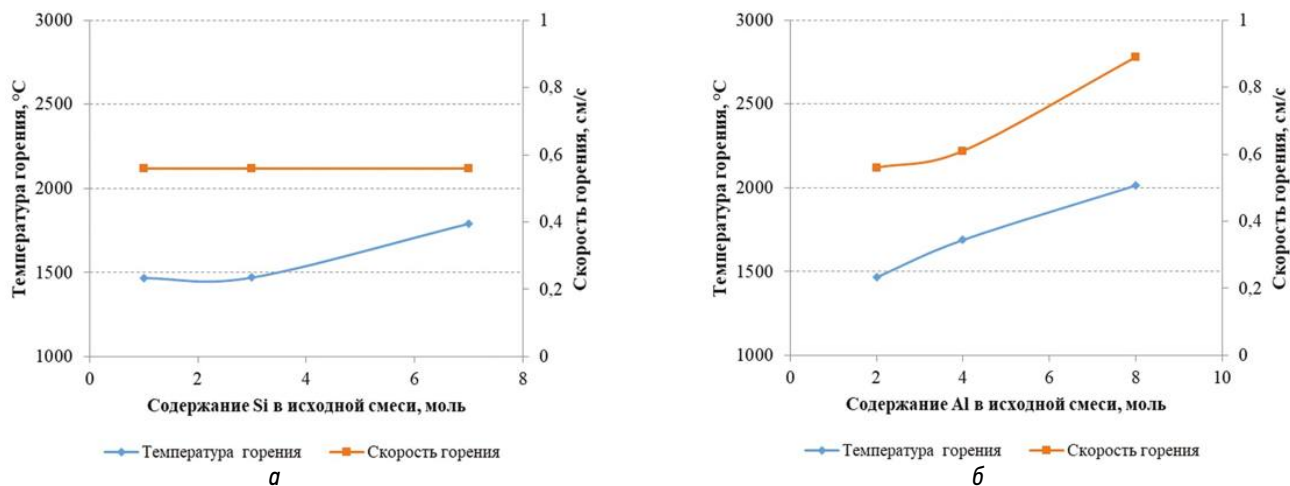 3000
2500
2000
1500
1000
Температура горения, °C
1
0,8
0,6
0,4
0,2
0
Скорость горения, см/с
0 2 4 6 8
Содержание Si в исходной смеси, моль
Температура горения Скорость горения
а
3000
2500
2000
1500
1000
Температура горения, °C
1
0,8
0,6
0,4
0,2
0
Скорость горения, см/с
0 2 4 6 8 10
Содержание Al в исходной смеси, моль
Температура горения Скорость горения
б